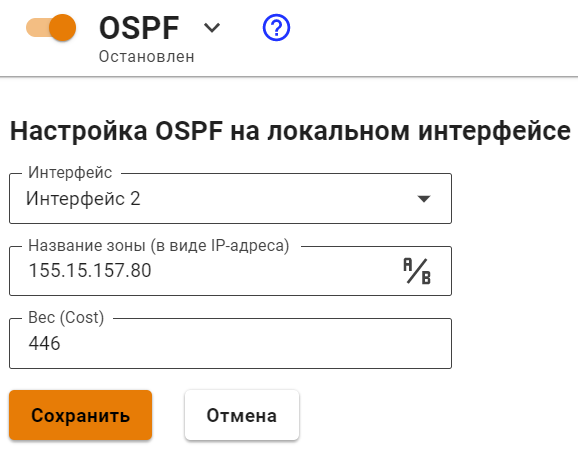 OSPF
Остановлен
Настройка OSPF на локальном интерфейсе
Интерфейс
Интерфейс 2
Название зоны (в виде IP-адреса)
155.15.157.80
A/B
Вес (Cost)
446
Сохранить Отмена